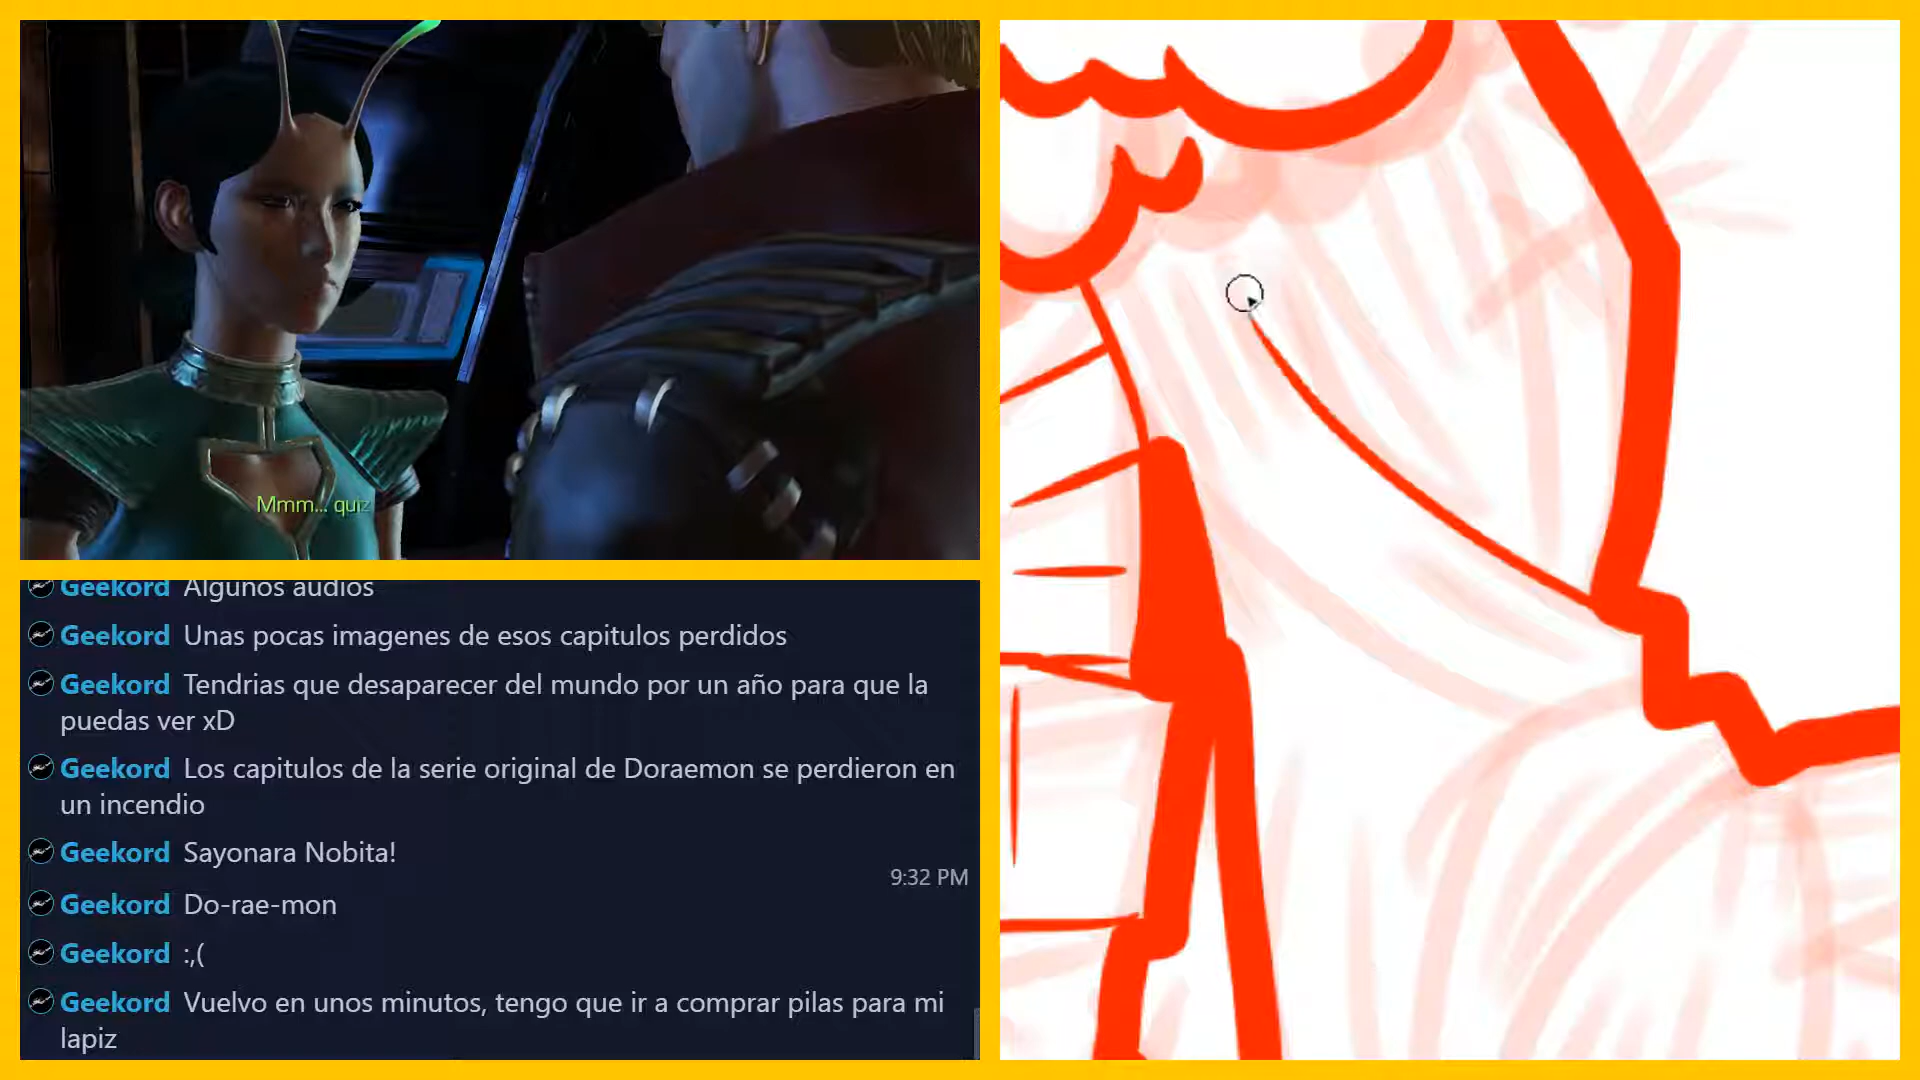 Mmm... quiz
Geekord Algunos audios
Geekord Unas pocas imagenes de esos capitulos perdidos
Geekord Tendrias que desaparecer del mundo por un año para que la
puedas ver xD
Geekord Los capitulos de la serie original de Doraemon se perdieron en
un incendio
Geekord Sayonara Nobita!
9:32 PM
Geekord Do-rae-mon
Geekord :,(
Geekord Vuelvo en unos minutos, tengo que ir a comprar pilas para mi
lapiz